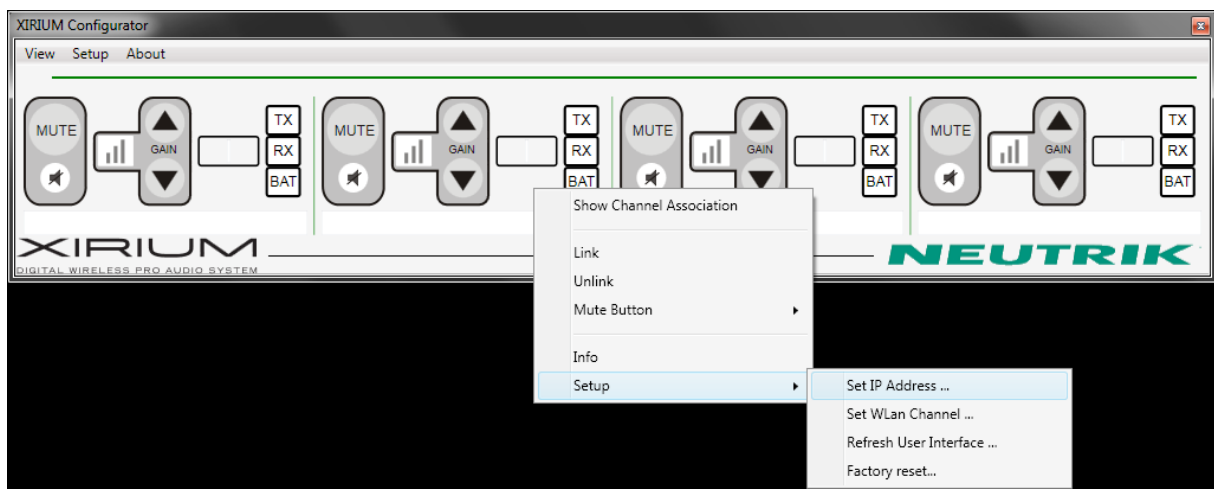 XIRIUM Configurator
View Setup About
MUTE GAIN TX RX BAT
MUTE GAIN TX RX BAT
MUTE GAIN TX RX BAT
MUTE GAIN TX RX BAT
Show Channel Association
Link
Unlink
Mute Button
Info
Setup
Set IP Address ...
Set WLan Channel ...
Refresh User Interface ...
Factory reset...
XIRIUM
DIGITAL WIRELESS PRO AUDIO SYSTEM
NEUTRIK